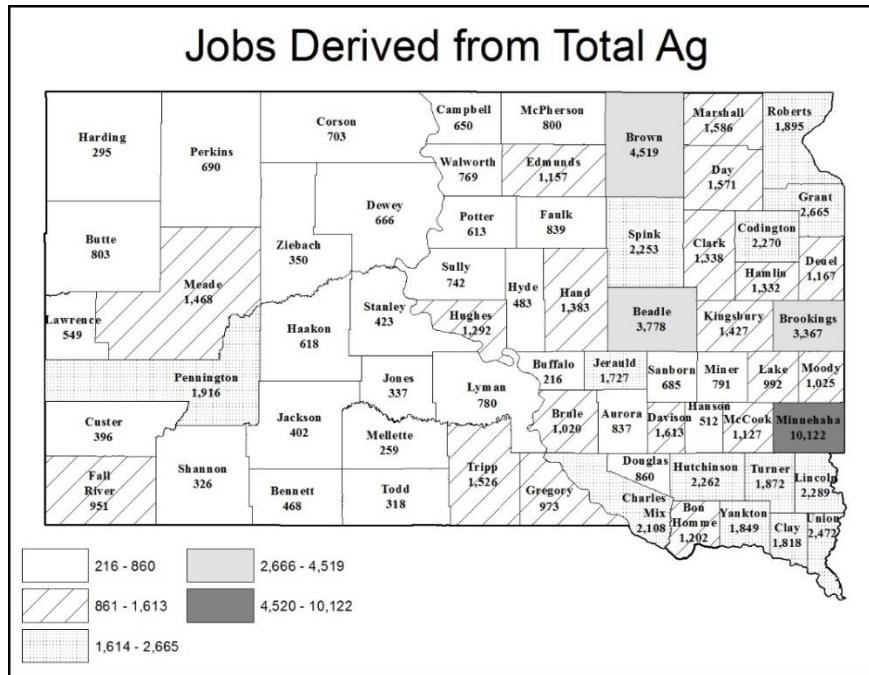 Jobs Derived from Total Ag
Harding
295
Perkins
690
Corson
703
Campbell
650
McPherson
800
Brown
4,519
Marshall
1,586
Roberts
1,895
Walworth
769
Edmunds
1,157
Day
1,571
Dewey
666
Grant
2,665
Butte
803
Ziebach
350
Potter
613
Faulk
839
Spink
2,253
Clark
1,338
Codington
2,270
Deuel
1,167
Hamlin
1,332
Meade
1,468
Sully
742
Hyde
483
Hand
1,383
Lawrence
549
Stanley
423
Hughes
1,292
Beadle
3,778
Kingsbury
1,427
Brookings
3,367
Haakon
618
Pennington
1,916
Jones
337
Lyman
780
Buffalo
216
Jerauld
1,727
Sanborn
685
Miner
791
Lake
992
Moody
1,025
Custer
396
Jackson
402
Mellette
259
Brule
1,020
Aurora
837
Davison
1,613
Hanson
512
McCook
1,127
Minnehaha
10,122
Fall
River
951
Shannon
326
Bennett
468
Todd
318
Tripp
1,526
Gregory
973
Douglas
860
Hutchinson
2,262
Turner
1,872
Lincoln
2,289
Charles
Mix
2,108
Bon
Homme
1,202
Yankton
1,849
Clay
1,818
Union
2,472
216 - 860
2,666 - 4,519
861 - 1,613
4,520 - 10,122
1,614 - 2,665